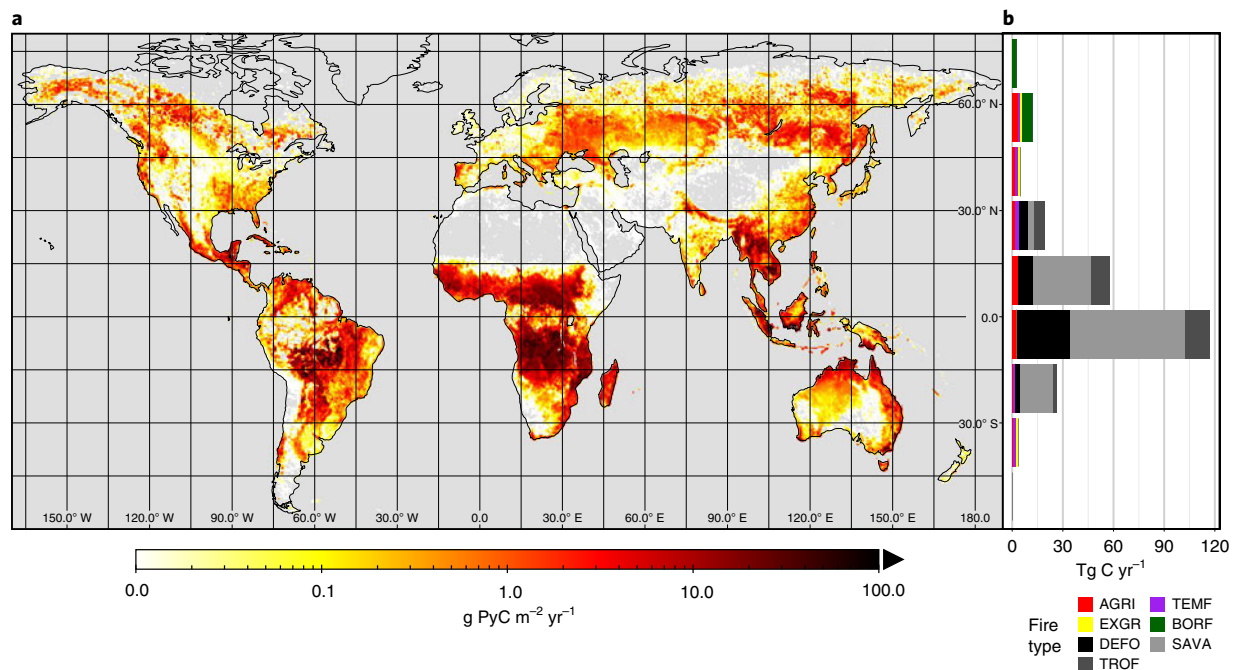 a
b
60.0° N
30.0° N
0.0
30.0° S
150.0° W 120.0° W 90.0° W 60.0° W 30.0° W 0.0 30.0° E 60.0° E 90.0° E 120.0° E 150.0° E 180.0
0 30 60 90 120
Tg C yr⁻¹
0.0 0.1 1.0 10.0 100.0
g PyC m⁻² yr⁻¹
Fire type
AGRI TEMF
EXGR BORF
DEFO SAVA
TROF